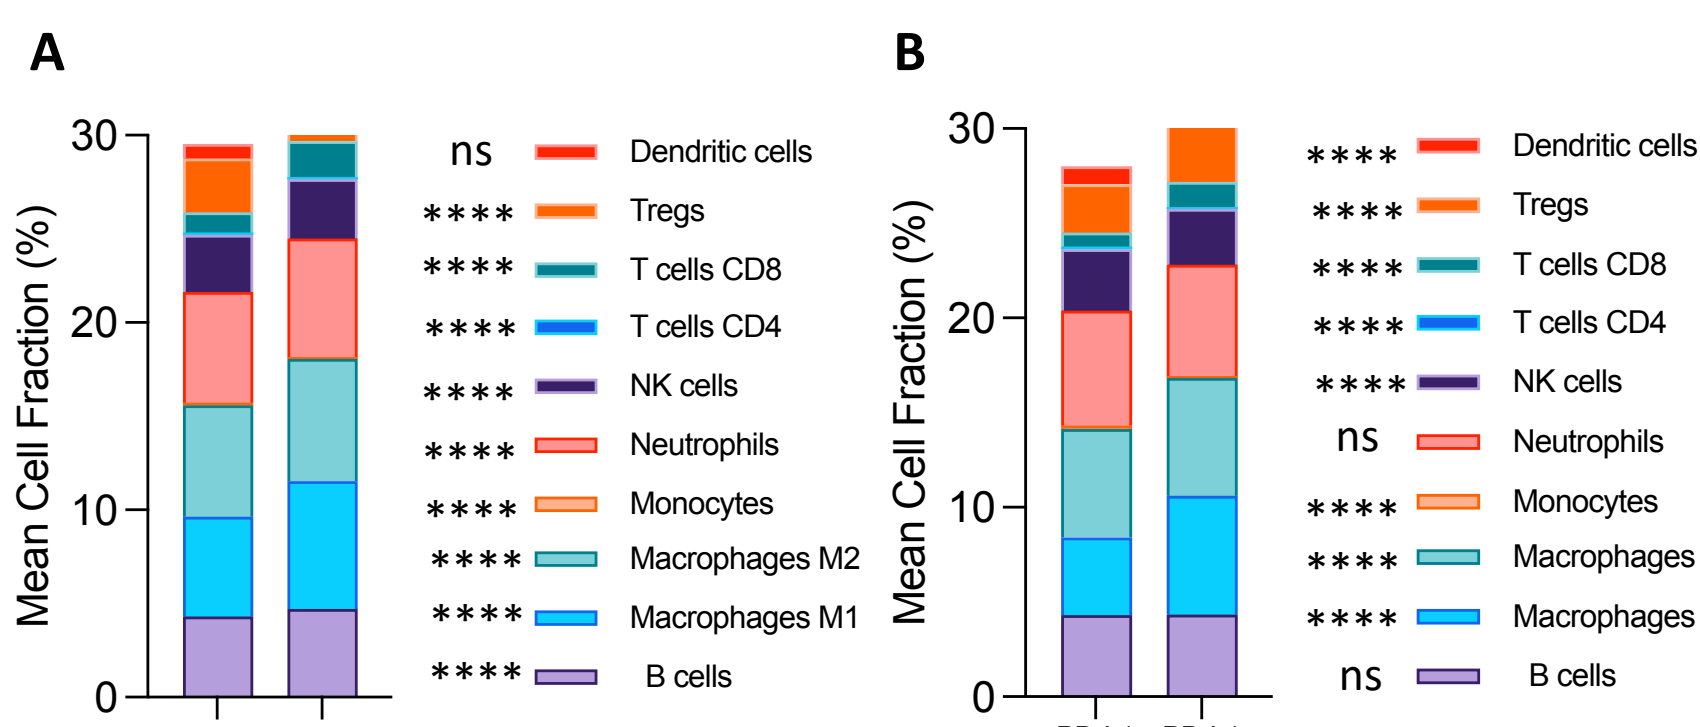 A
Mean Cell Fraction (%)
30
20
10
0
ns Dendritic cells
**** Tregs
**** T cells CD8
**** T cells CD4
**** NK cells
**** Neutrophils
**** Monocytes
**** Macrophages M2
**** Macrophages M1
**** B cells
B
Mean Cell Fraction (%)
30
20
10
0
**** Dendritic cells
**** Tregs
**** T cells CD8
**** T cells CD4
**** NK cells
ns Neutrophils
**** Monocytes
**** Macrophages
**** Macrophages
ns B cells